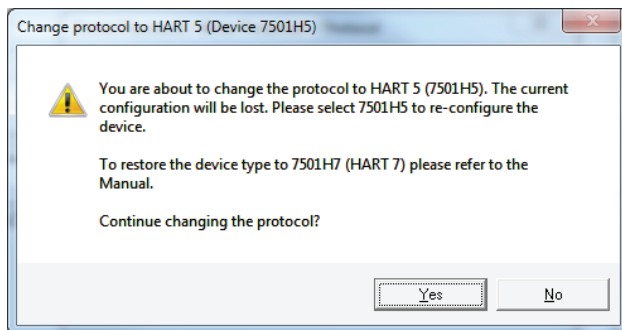 Change protocol to HART 5 (Device 7501H5)
You are about to change the protocol to HART 5 (7501H5). The current
configuration will be lost. Please select 7501H5 to re-configure the
device.
To restore the device type to 7501H7 (HART 7) please refer to the
Manual.
Continue changing the protocol?
Yes No